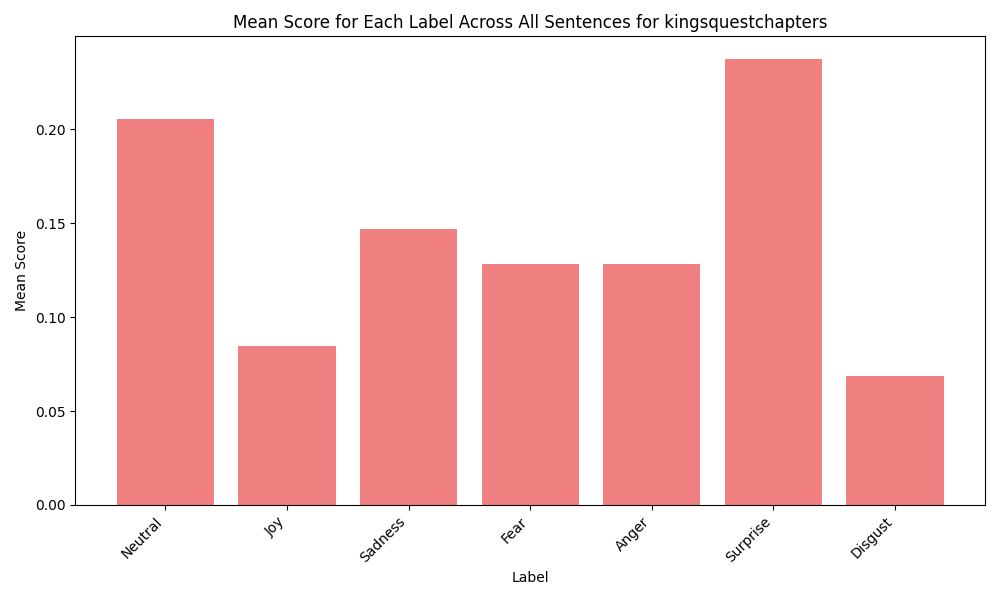 Mean Score for Each Label Across All Sentences for kingsquestchapters
Mean Score
0.20
0.15
0.10
0.05
0.00
Neutral
Joy
Sadness
Fear
Anger
Surprise
Disgust
Label